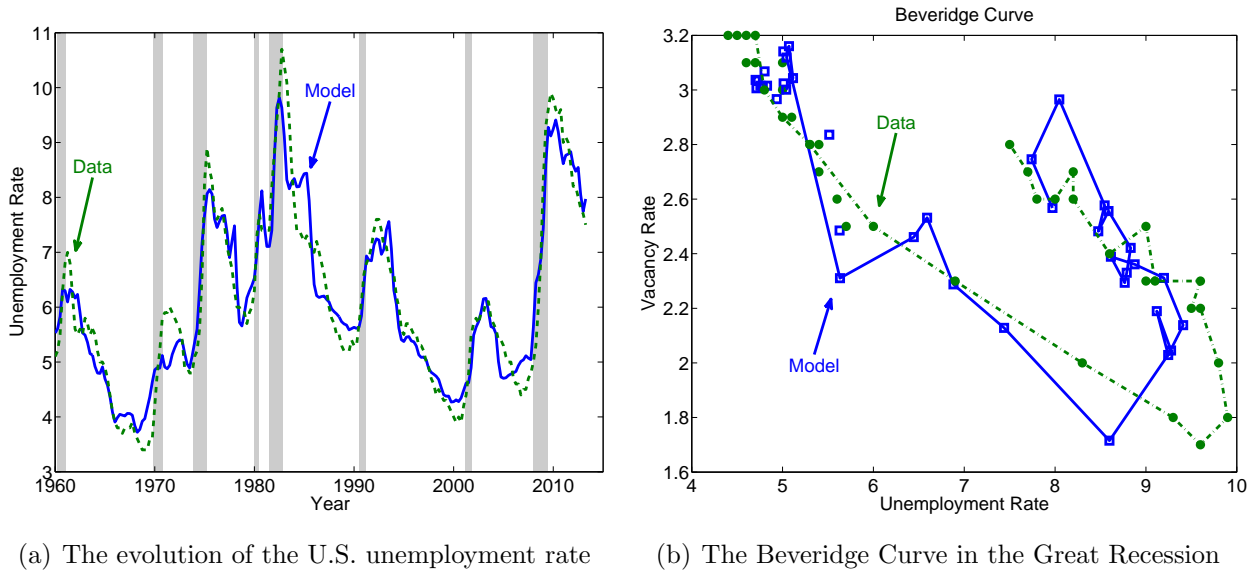 11
10
9
8
7
6
5
4
3
1960 1970 1980 1990 2000 2010
Unemployment Rate
Year
Data
Model
(a) The evolution of the U.S. unemployment rate
Beveridge Curve
3.2
3
2.8
2.6
2.4
2.2
2
1.8
1.6
4 5 6 7 8 9 10
Vacancy Rate
Unemployment Rate
Data
Model
(b) The Beveridge Curve in the Great Recession